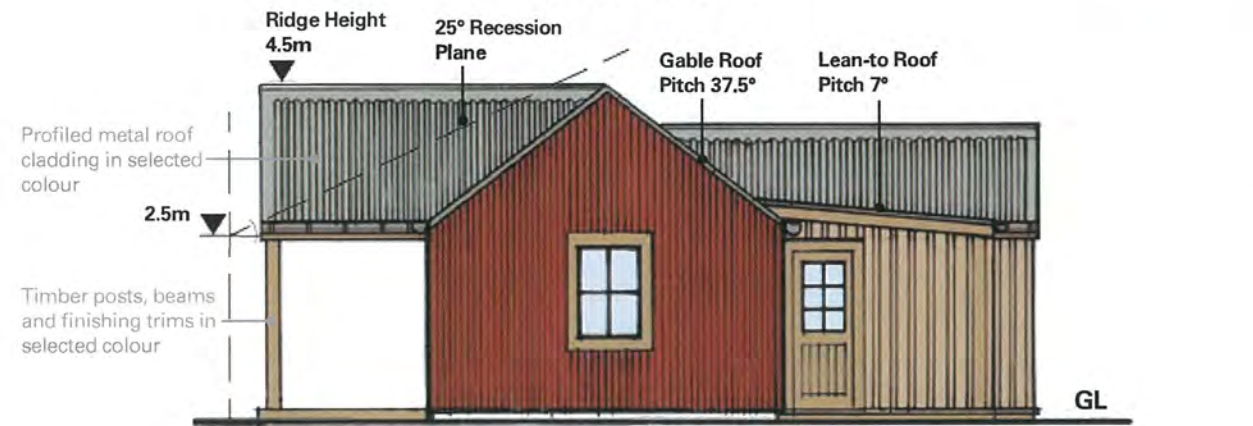 Ridge Height
4.5m
25° Recession
Plane
Gable Roof
Pitch 37.5°
Lean-to Roof
Pitch 7°
Profiled metal roof
cladding in selected
colour
2.5m
Timber posts, beams
and finishing trims in
selected colour
GL